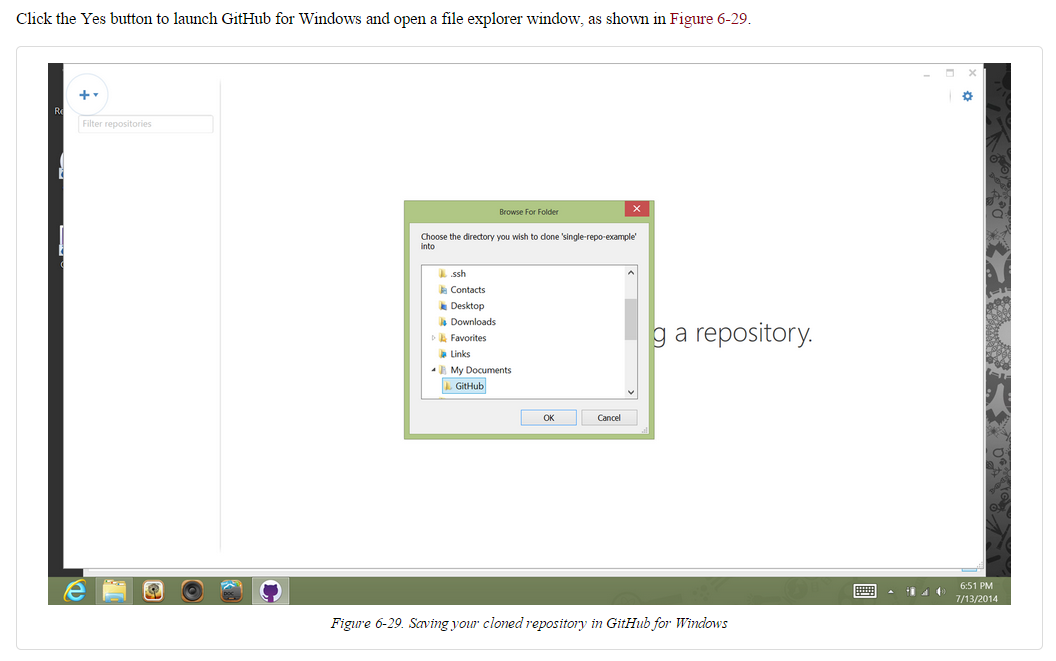 Click the Yes button to launch GitHub for Windows and open a file explorer window, as shown in Figure 6-29.
Filter repositories
Browse For Folder
Choose the directory you wish to clone 'single-repo-example'
into
.ssh
Contacts
Desktop
Downloads
Favorites
Links
My Documents
GitHub
OK
Cancel
g a repository.
6:51 PM
7/13/2014
Figure 6-29. Saving your cloned repository in GitHub for Windows